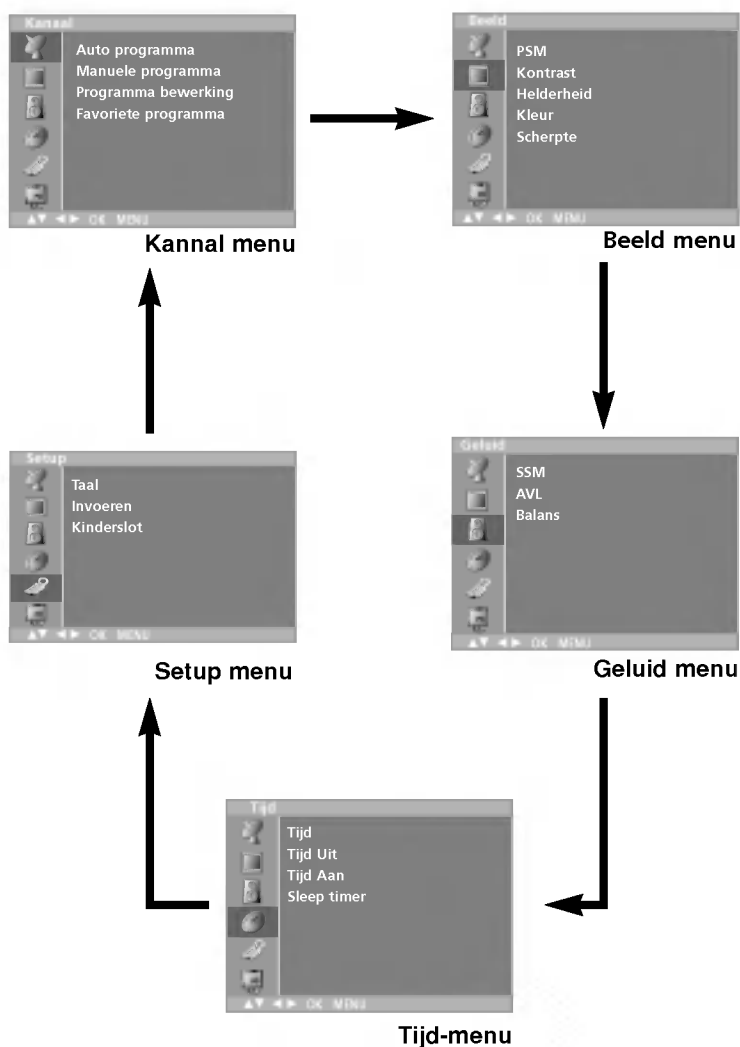 Kanaal
Auto programma
Manuele programma
Programma bewerking
Favoriete programma
▲▼ ◄► OK MENU
Kannal menu
Beeld
PSM
Kontrast
Helderheid
Kleur
Scherpte
▲▼ ◄► OK MENU
Beeld menu
Setup
Taal
Invoeren
Kinderslot
▲▼ ◄► OK MENU
Setup menu
Geluid
SSM
AVL
Balans
▲▼ ◄► OK MENU
Geluid menu
Tijd
Tijd
Tijd Uit
Tijd Aan
Sleep timer
▲▼ ◄► OK MENU
Tijd-menu